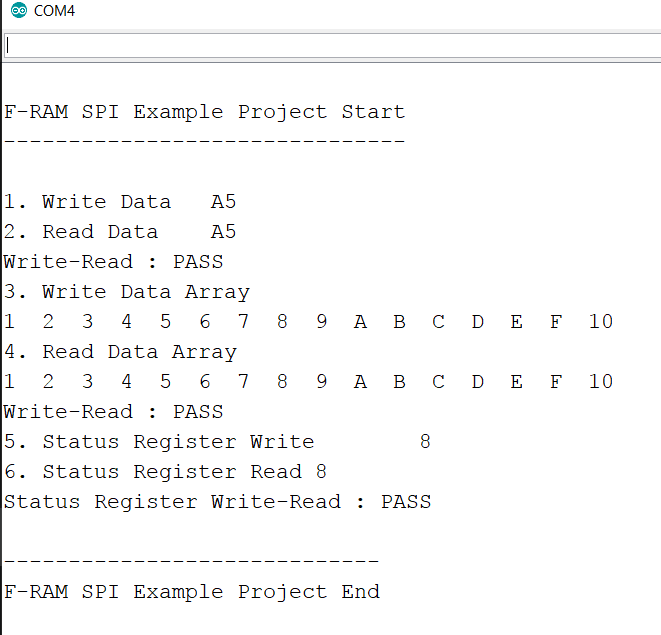 COM4
F-RAM SPI Example Project Start
-------------------------------
1. Write Data   A5
2. Read Data    A5
Write-Read : PASS
3. Write Data Array
1  2  3  4  5  6  7  8  9  A  B  C  D  E  F  10
4. Read Data Array
1  2  3  4  5  6  7  8  9  A  B  C  D  E  F  10
Write-Read : PASS
5. Status Register Write        8
6. Status Register Read 8
Status Register Write-Read : PASS
-----------------------------
F-RAM SPI Example Project End